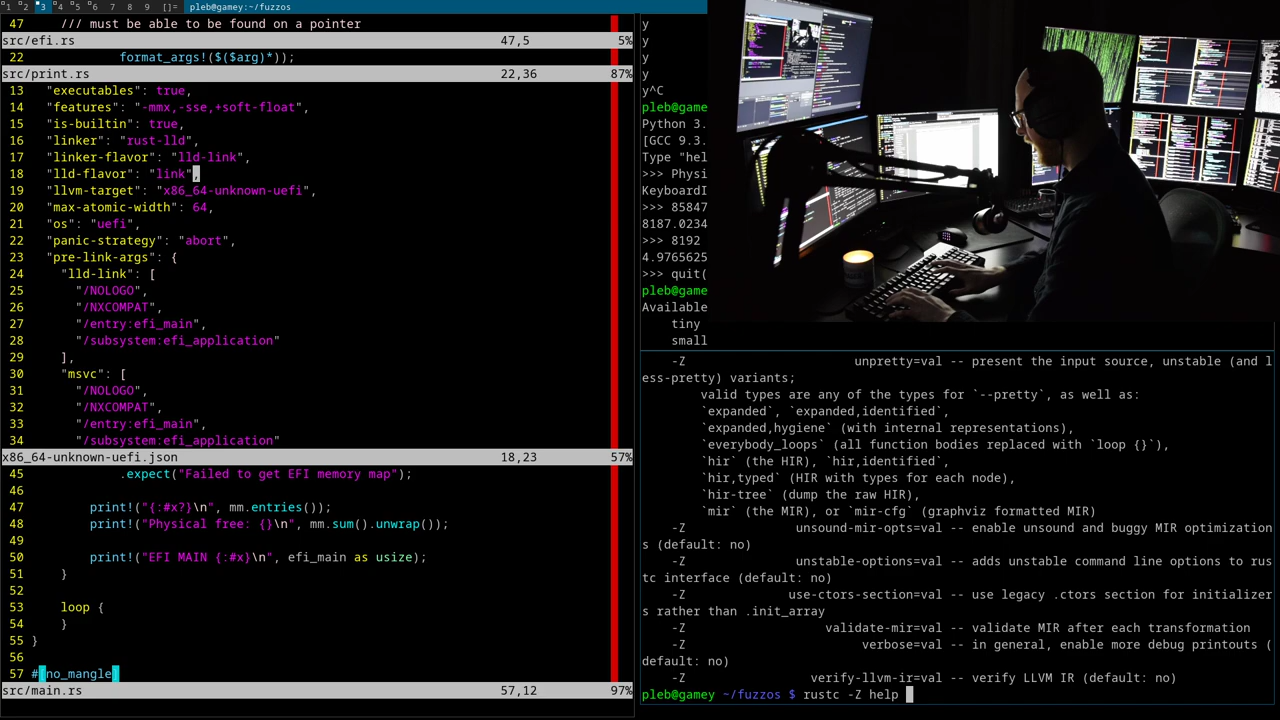 1 2 3 4 5 6 7 8 9 []= pleb@gamey:~/fuzzos
47 /// must be able to be found on a pointer
src/efi.rs 47,5 5%
22 format_args!($($arg)*));
src/print.rs 22,36 87%
13 "executables": true,
14 "features": "-mmx,-sse,+soft-float",
15 "is-builtin": true,
16 "linker": "rust-lld",
17 "linker-flavor": "lld-link",
18 "lld-flavor": "link",
19 "llvm-target": "x86_64-unknown-uefi",
20 "max-atomic-width": 64,
21 "os": "uefi",
22 "panic-strategy": "abort",
23 "pre-link-args": {
24 "lld-link": [
25 "/NOLOGO",
26 "/NXCOMPAT",
27 "/entry:efi_main",
28 "/subsystem:efi_application"
29 ],
30 "msvc": [
31 "/NOLOGO",
32 "/NXCOMPAT",
33 "/entry:efi_main",
34 "/subsystem:efi_application"
x86_64-unknown-uefi.json 18,23 57%
45 .expect("Failed to get EFI memory map");
46
47 print!("{:#x?}\n", mm.entries());
48 print!("Physical free: {}\n", mm.sum().unwrap());
49
50 print!("EFI MAIN {:#x}\n", efi_main as usize);
51 }
52
53 loop {
54 }
55 }
56
57 #[no_mangle]
src/main.rs 57,12 97%
y
y
y
y
y^C
pleb@game
Python 3.
[GCC 9.3.
Type "hel
>>> Physi
KeyboardI
>>> 85847
8187.0234
>>> 8192
4.9765625
>>> quit(
pleb@game
Available
tiny
small
-Z unpretty=val -- present the input source, unstable (and l
ess-pretty) variants;
valid types are any of the types for `--pretty`, as well as:
`expanded`, `expanded,identified`,
`expanded,hygiene` (with internal representations),
`everybody_loops` (all function bodies replaced with `loop {}`),
`hir` (the HIR), `hir,identified`,
`hir,typed` (HIR with types for each node),
`hir-tree` (dump the raw HIR),
`mir` (the MIR), or `mir-cfg` (graphviz formatted MIR)
-Z unsound-mir-opts=val -- enable unsound and buggy MIR optimization
s (default: no)
-Z unstable-options=val -- adds unstable command line options to rus
tc interface (default: no)
-Z use-ctors-section=val -- use legacy .ctors section for initializer
s rather than .init_array
-Z validate-mir=val -- validate MIR after each transformation
-Z verbose=val -- in general, enable more debug printouts (
default: no)
-Z verify-llvm-ir=val -- verify LLVM IR (default: no)
pleb@gamey ~/fuzzos $ rustc -Z help